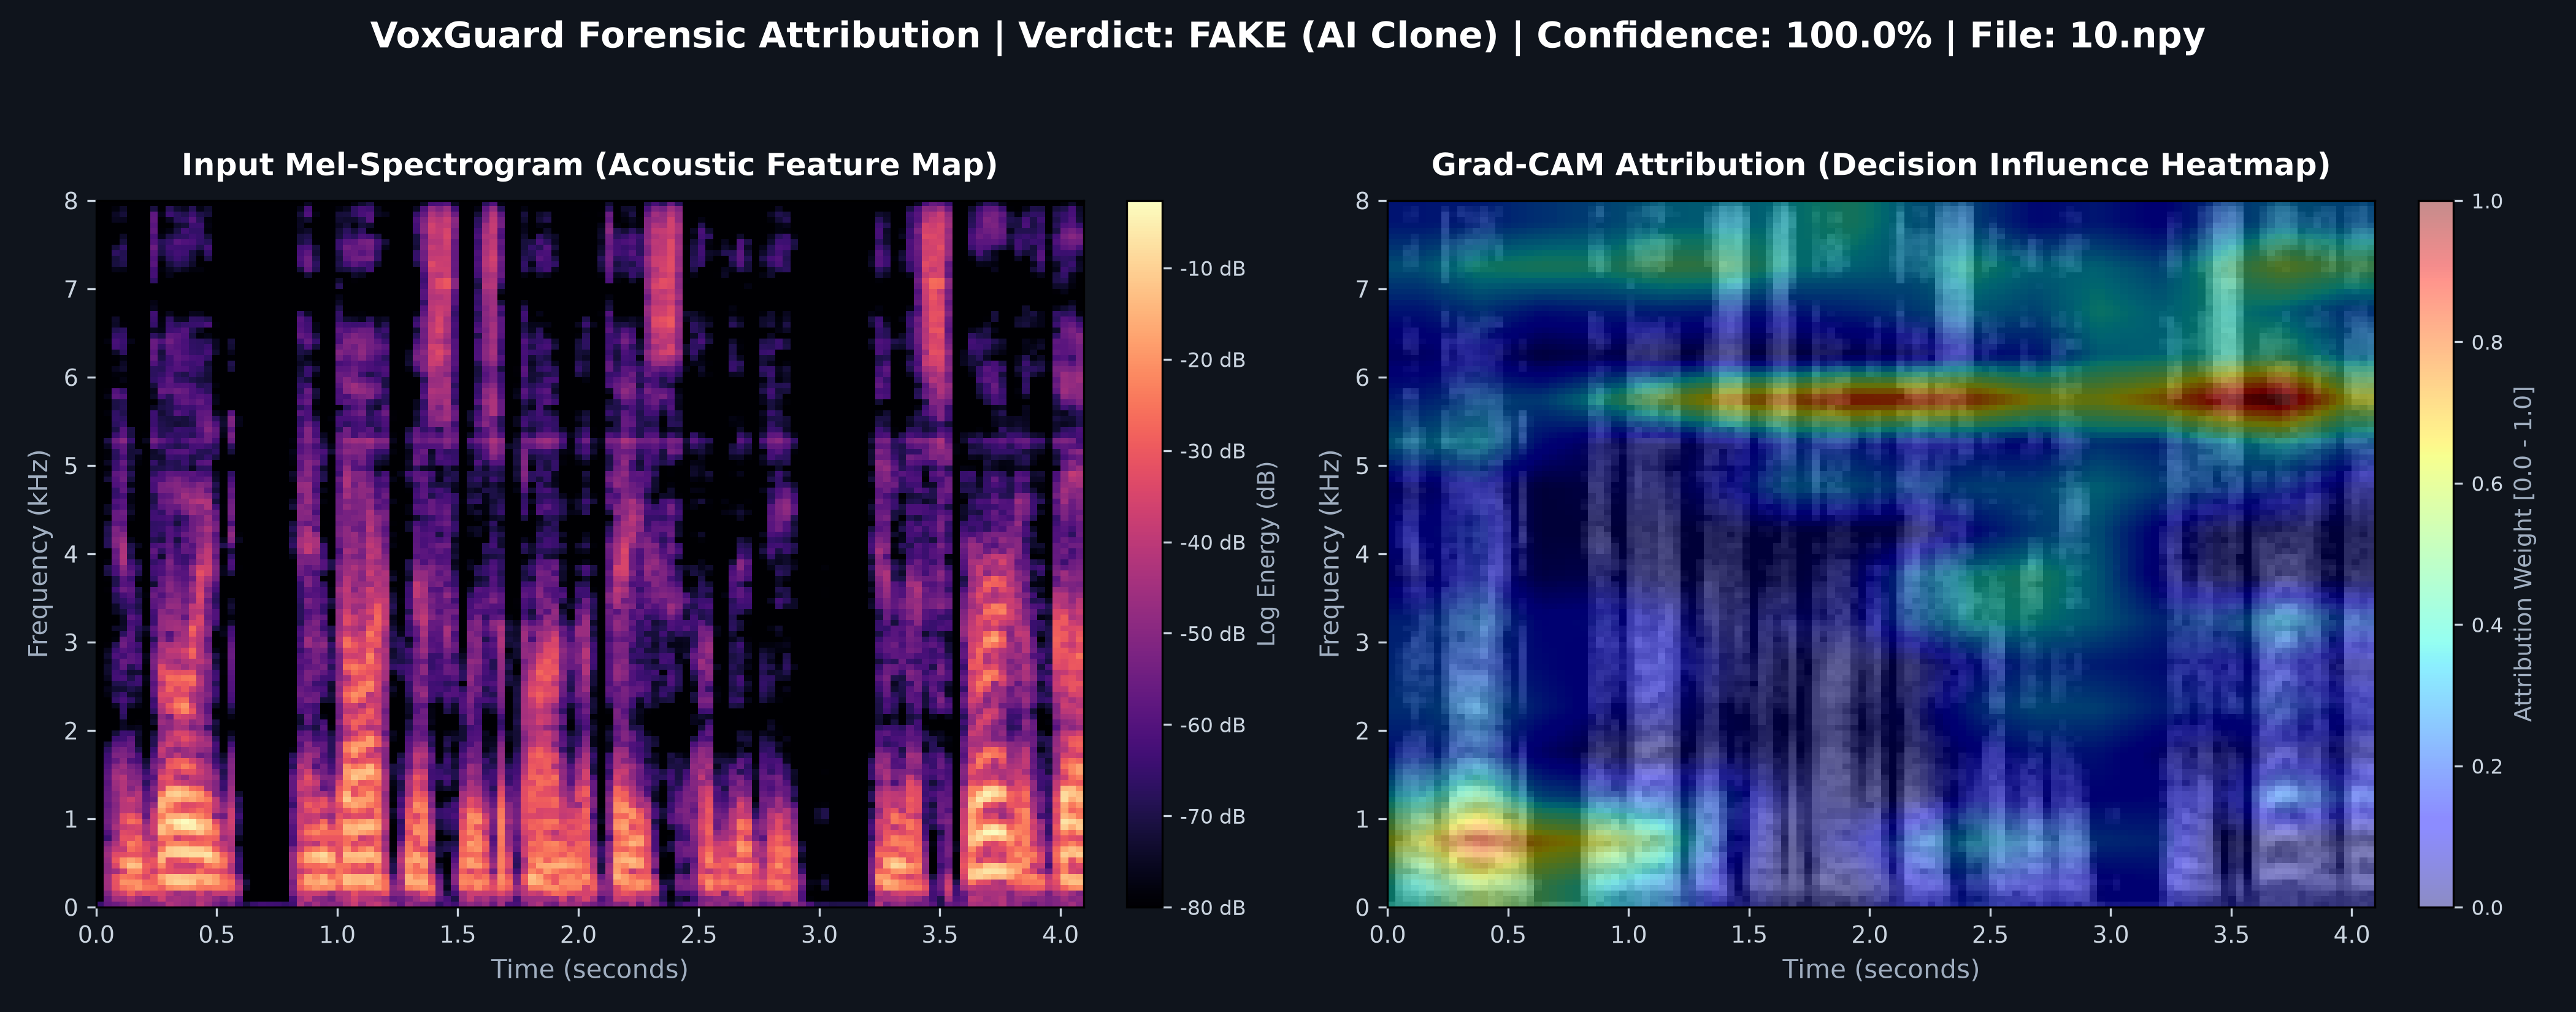 VoxGuard Forensic Attribution | Verdict: FAKE (AI Clone) | Confidence: 100.0% | File: 10.npy
Input Mel-Spectrogram (Acoustic Feature Map)
Frequency (kHz)
8
7
6
5
4
3
2
1
0
0.0 0.5 1.0 1.5 2.0 2.5 3.0 3.5 4.0
Time (seconds)
-10 dB
-20 dB
-30 dB
-40 dB
-50 dB
-60 dB
-70 dB
-80 dB
Log Energy (dB)
Grad-CAM Attribution (Decision Influence Heatmap)
Frequency (kHz)
8
7
6
5
4
3
2
1
0
0.0 0.5 1.0 1.5 2.0 2.5 3.0 3.5 4.0
Time (seconds)
1.0
0.8
0.6
0.4
0.2
0.0
Attribution Weight [0.0 - 1.0]